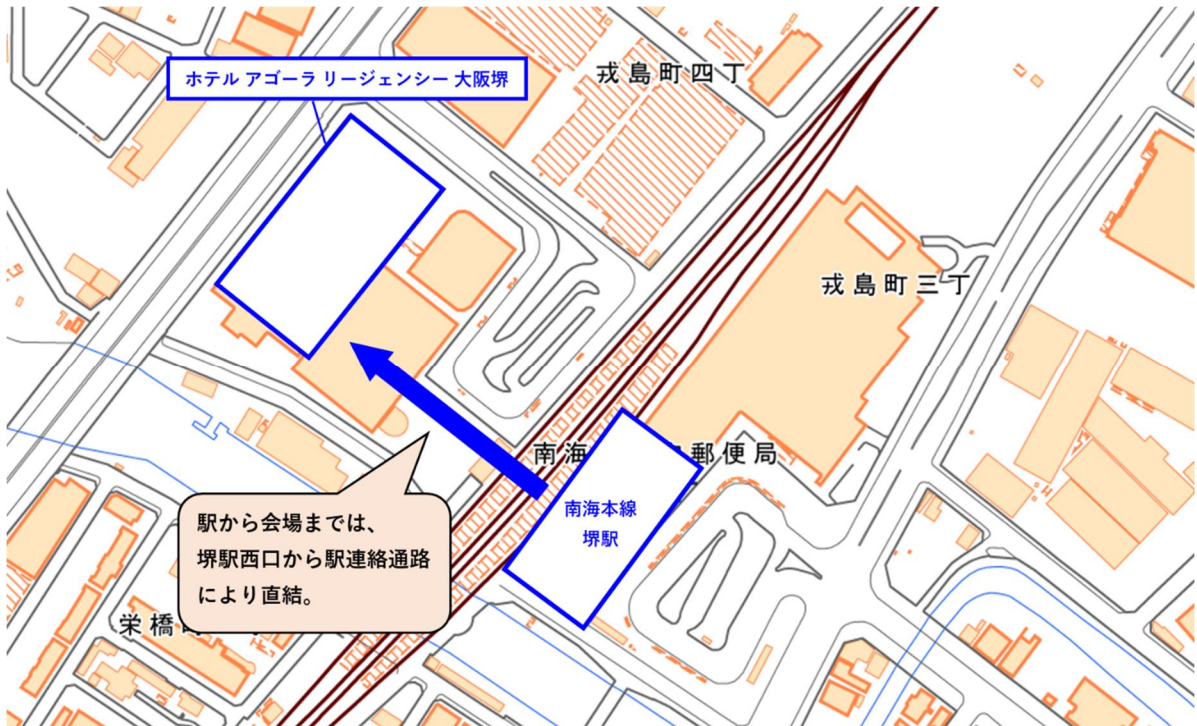 戎島町四丁
ホテル アゴーラ リージェンシー 大阪堺
戎島町三丁
南海
郵便局
南海本線
堺駅
駅から会場までは、
堺駅西口から駅連絡通路
により直結。
栄橋